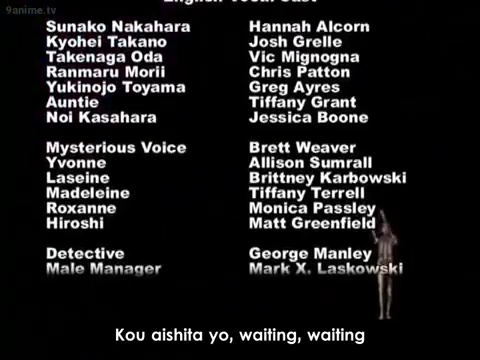 9anime.tv
English Vocal Cast
Sunako Nakahara Hannah Alcorn
Kyohei Takano Josh Grelle
Takenaga Oda Vic Mignogna
Ranmaru Morii Chris Patton
Yukinojo Toyama Greg Ayres
Auntie Tiffany Grant
Noi Kasahara Jessica Boone
Mysterious Voice Brett Weaver
Yvonne Allison Sumrall
Laseine Brittney Karbowski
Madeleine Tiffany Terrell
Roxanne Monica Passley
Hiroshi Matt Greenfield
Detective George Manley
Male Manager Mark X. Laskowski
Kou aishita yo, waiting, waiting